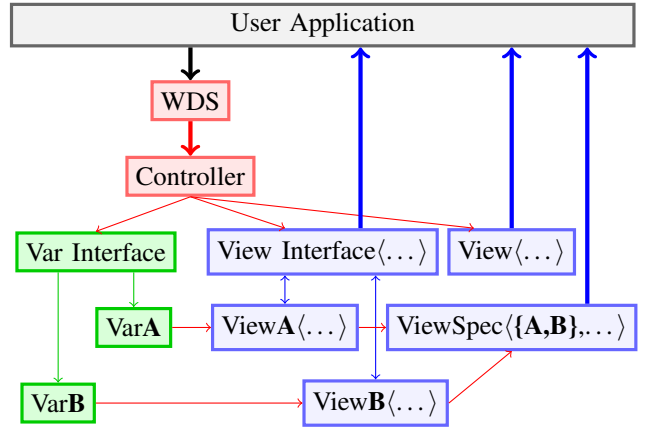 User Application
WDS
Controller
Var Interface
View Interface⟨...⟩
View⟨...⟩
VarA
ViewA⟨...⟩
ViewSpec⟨{A,B},...⟩
VarB
ViewB⟨...⟩